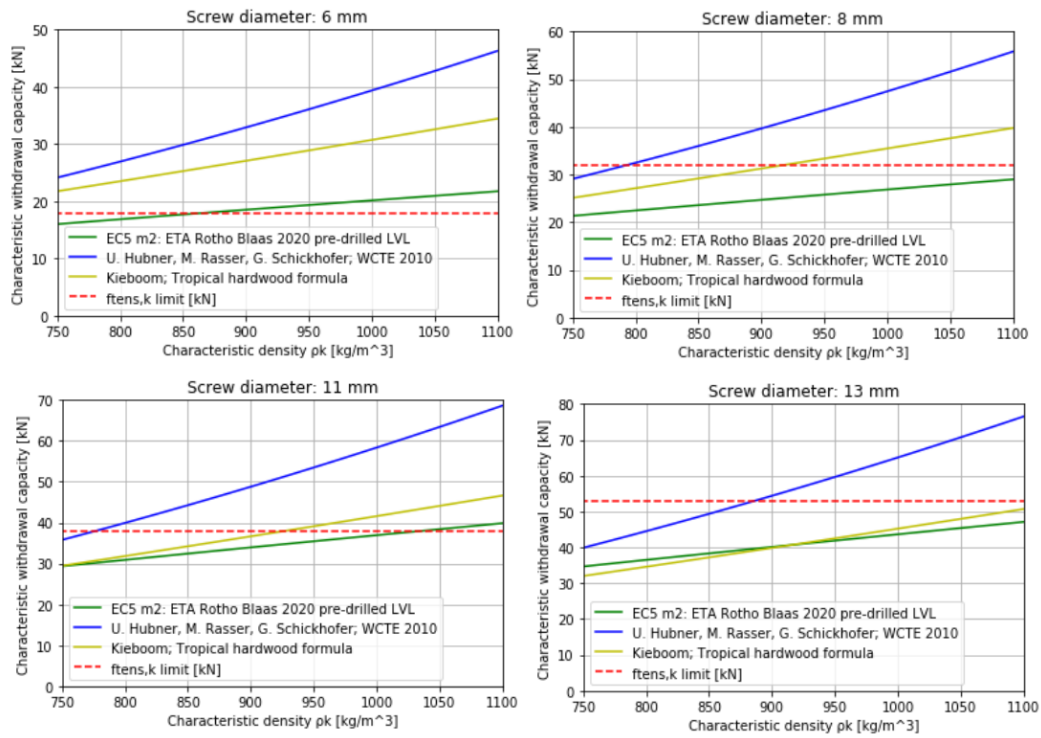 Screw diameter: 6 mm
Characteristic withdrawal capacity [kN]
50
40
30
20
10
0
EC5 m2: ETA Rotho Blaas 2020 pre-drilled LVL
U. Hubner, M. Rasser, G. Schickhofer; WCTE 2010
Kieboom; Tropical hardwood formula
ftens,k limit [kN]
750 800 850 900 950 1000 1050 1100
Characteristic density ρk [kg/m^3]
Screw diameter: 8 mm
Characteristic withdrawal capacity [kN]
60
50
40
30
20
10
0
EC5 m2: ETA Rotho Blaas 2020 pre-drilled LVL
U. Hubner, M. Rasser, G. Schickhofer; WCTE 2010
Kieboom; Tropical hardwood formula
ftens,k limit [kN]
750 800 850 900 950 1000 1050 1100
Characteristic density ρk [kg/m^3]
Screw diameter: 11 mm
Characteristic withdrawal capacity [kN]
70
60
50
40
30
20
10
0
EC5 m2: ETA Rotho Blaas 2020 pre-drilled LVL
U. Hubner, M. Rasser, G. Schickhofer; WCTE 2010
Kieboom; Tropical hardwood formula
ftens,k limit [kN]
750 800 850 900 950 1000 1050 1100
Characteristic density ρk [kg/m^3]
Screw diameter: 13 mm
Characteristic withdrawal capacity [kN]
80
70
60
50
40
30
20
10
0
EC5 m2: ETA Rotho Blaas 2020 pre-drilled LVL
U. Hubner, M. Rasser, G. Schickhofer; WCTE 2010
Kieboom; Tropical hardwood formula
ftens,k limit [kN]
750 800 850 900 950 1000 1050 1100
Characteristic density ρk [kg/m^3]